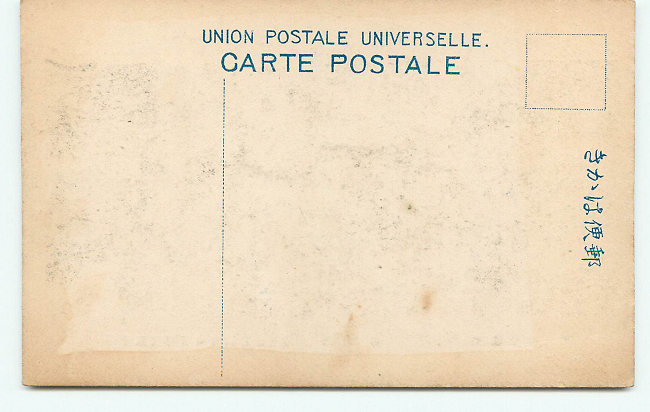 UNION POSTALE UNIVERSELLE.
CARTE POSTALE
郵便はかき